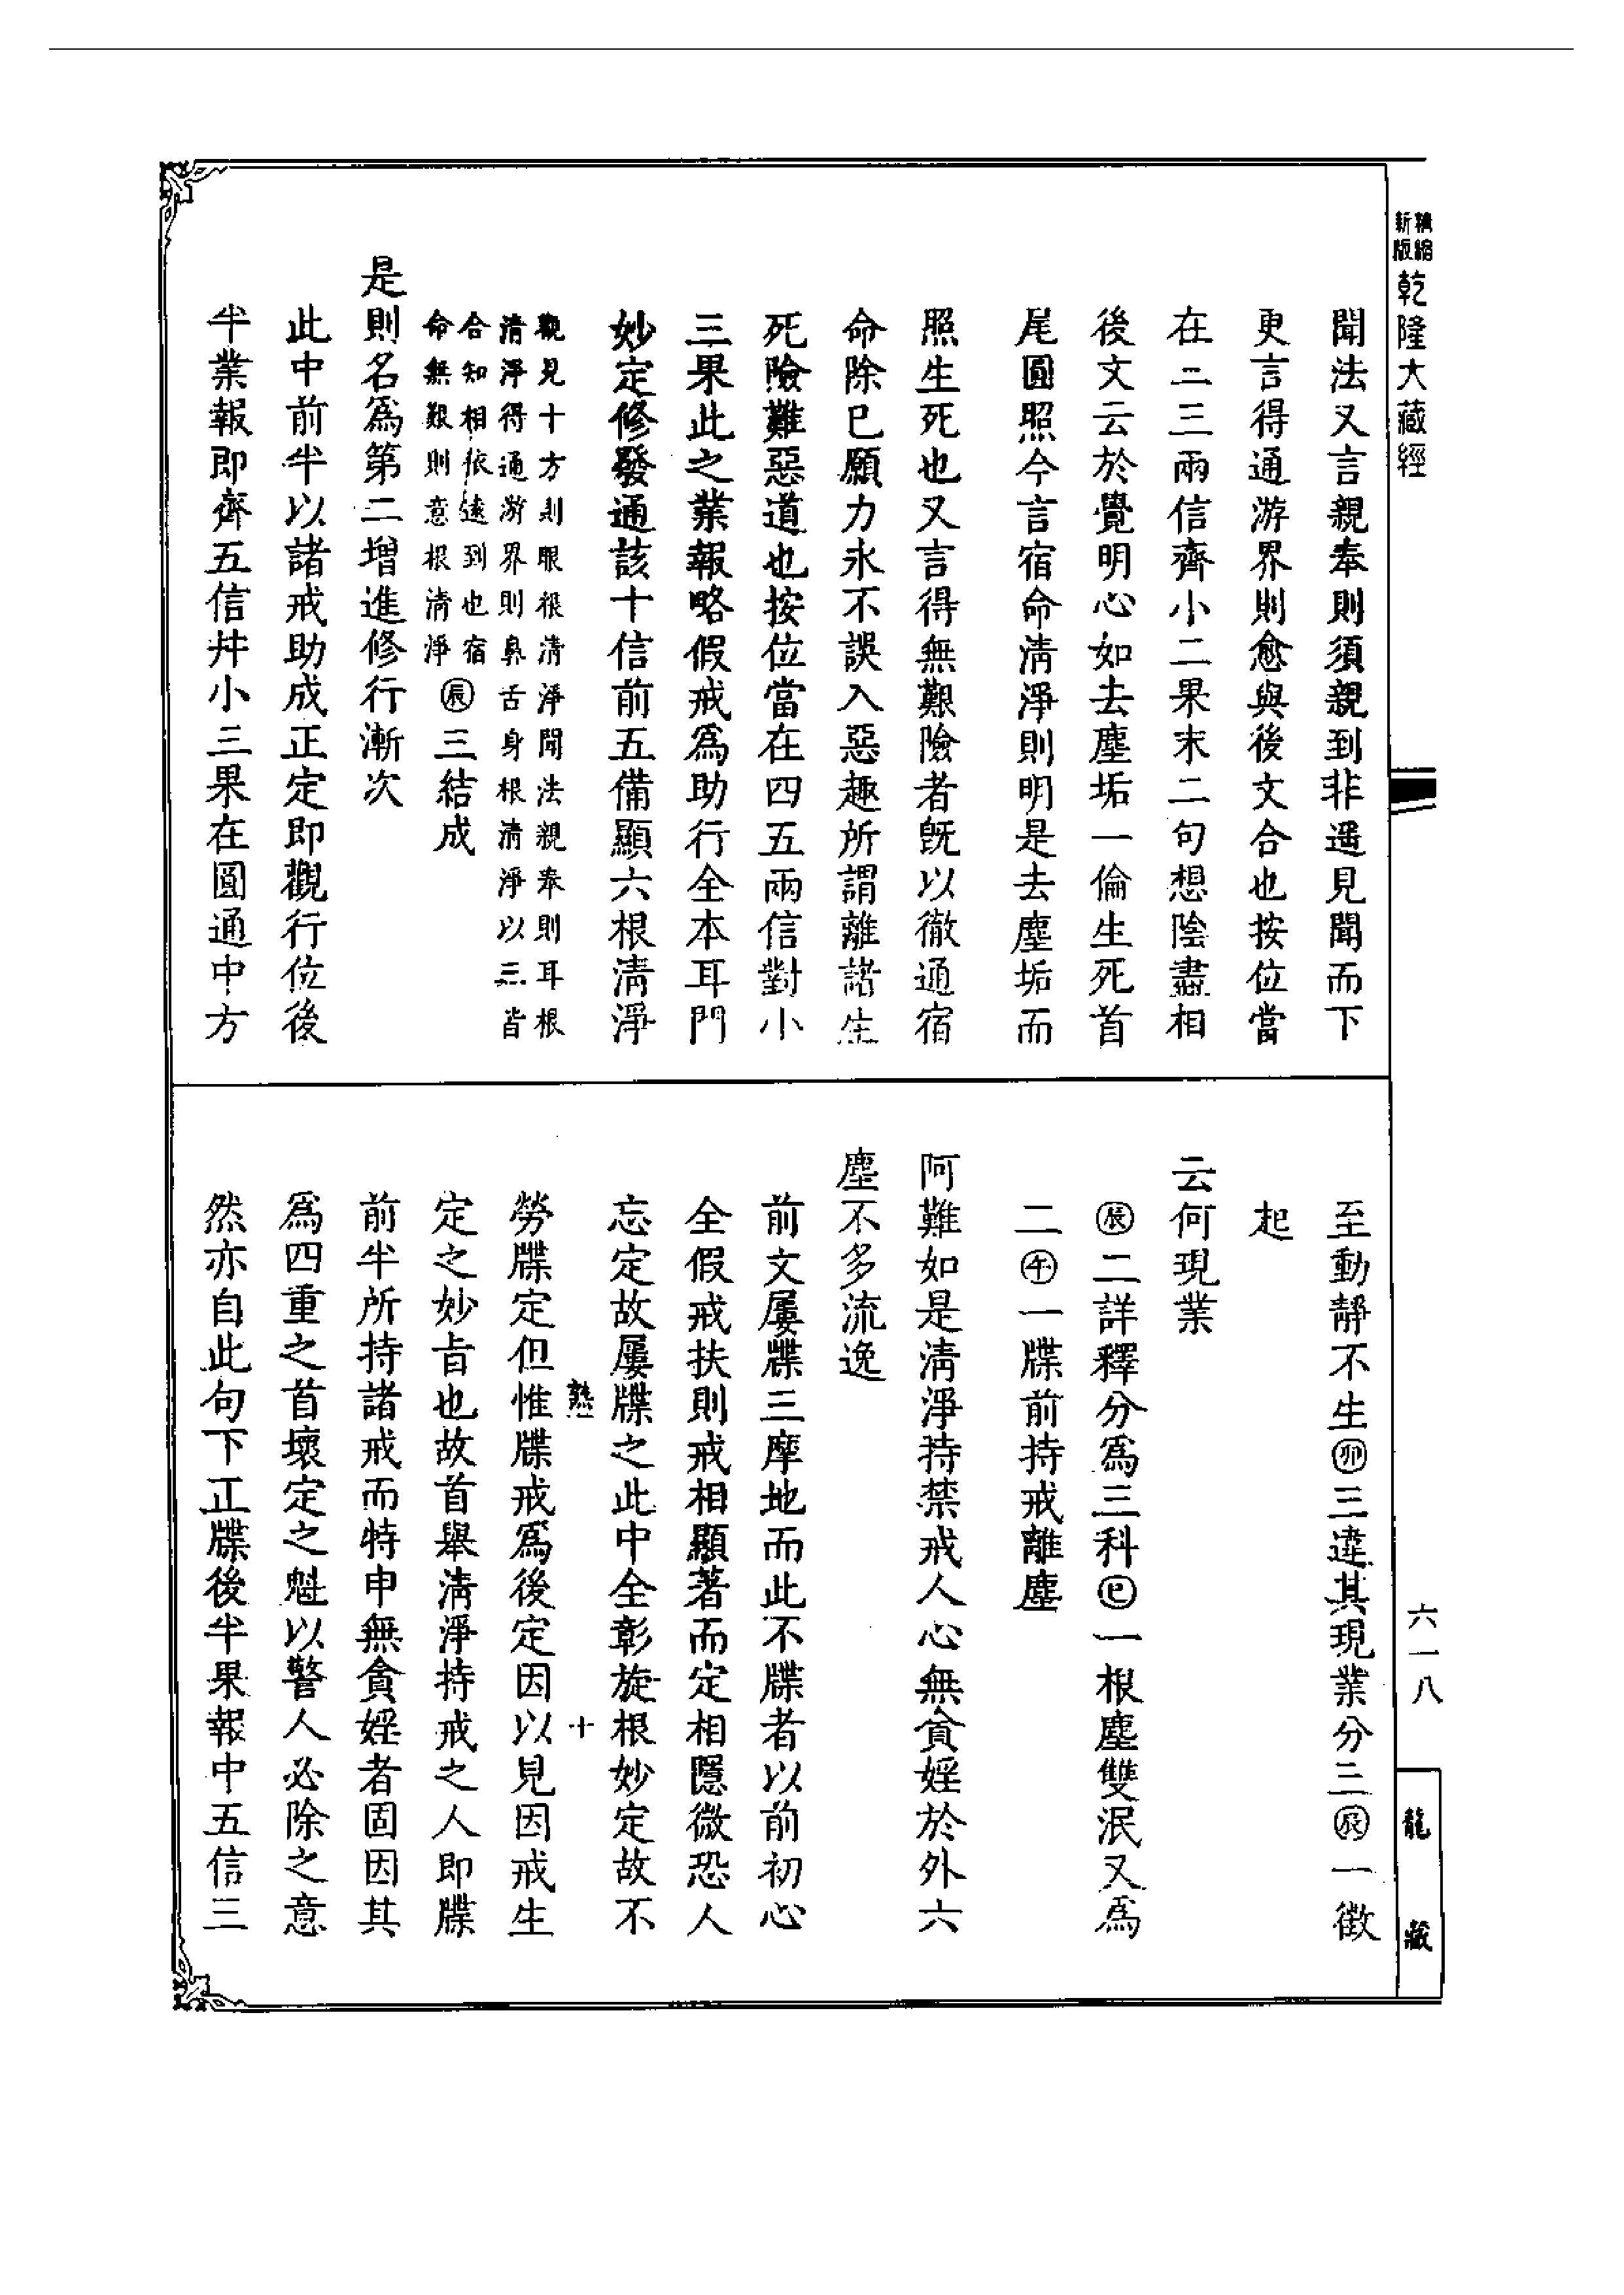 精縮新版乾隆大藏經
聞法又言親奉則須親到非遥見聞而下
更言得通游界則愈與後文合也按位當
在二三兩信齊小二果末二句想陰盡相
後文云於覺明心如去塵垢一倫生死首
尾圓照今言宿命清淨則明是去塵垢而
照生死也又言得無艱險者旣以徹通宿
命除已願力永不誤入惡趣所謂離諸生
死險難惡道也按位當在四五兩信對小
三果此之業報略假戒爲助行全本耳門
妙定修發通該十信前五備顯六根清淨
觀見十方則眼根清淨聞法親奉則耳根
清淨得通游界則鼻舌身根清淨以三皆
合知相依遠到也宿
命無艱則意根清淨㊁三結成
是則名爲第二增進修行漸次
此中前半以諸戒助成正定即觀行位後
半業報即齊五信幷小三果在圓通中方
至動靜不生卯三違其現業分三辰一徵
起
云何現業
辰二詳釋分爲三科巳一根塵雙泯又爲
二午一牒前持戒離塵
阿難如是清淨持禁戒人心無貪婬於外六
塵不多流逸
前文屢牒三摩地而此不牒者以前初心
全假戒扶則戒相顯著而定相隱微恐人
忘定故屢牒之此中全彰旋根妙定故不
熟 十
勞牒定但惟牒戒爲後定因以見因戒生
定之妙旨也故首舉清淨持戒之人即牒
前半所持諸戒而特申無貪婬者固因其
爲四重之首壞定之魁以警人必除之意
然亦自此句下正牒後半果報中五信三
六一八
龍藏